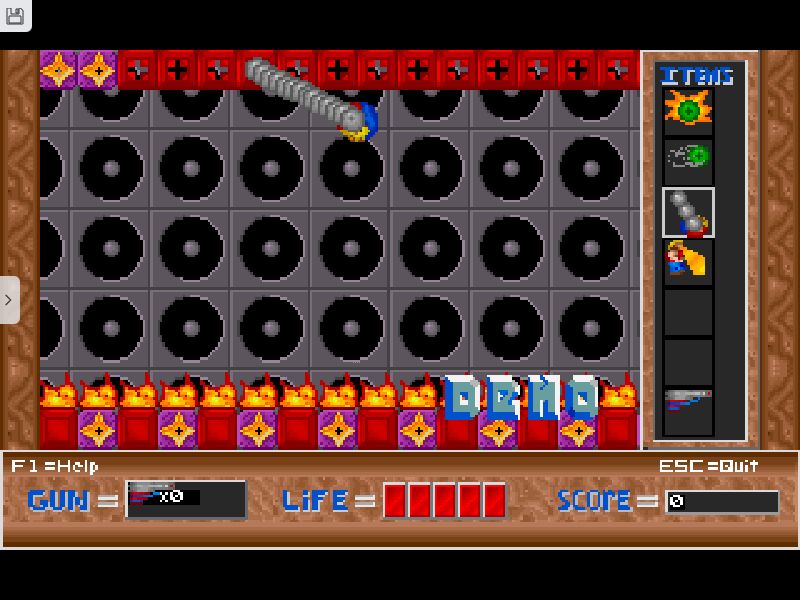 ITEMS
DEMO
F1=Help
ESC=Quit
GUN = x0
LIFE =
SCORE = 0